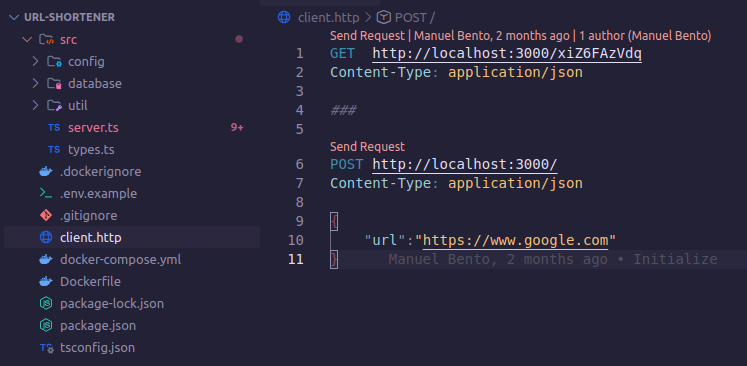 URL-SHORTENER
src
config
database
util
TS server.ts 9+
TS types.ts
.dockerignore
.env.example
.gitignore
client.http
docker-compose.yml
Dockerfile
package-lock.json
package.json
TS tsconfig.json
client.http > POST /
Send Request | Manuel Bento, 2 months ago | 1 author (Manuel Bento)
1 GET  http://localhost:3000/xiZ6FAzVdq
2 Content-Type: application/json
3
4 ###
5
Send Request
6 POST http://localhost:3000/
7 Content-Type: application/json
8
9 {
10 "url":"https://www.google.com"
11 } Manuel Bento, 2 months ago • Initialize